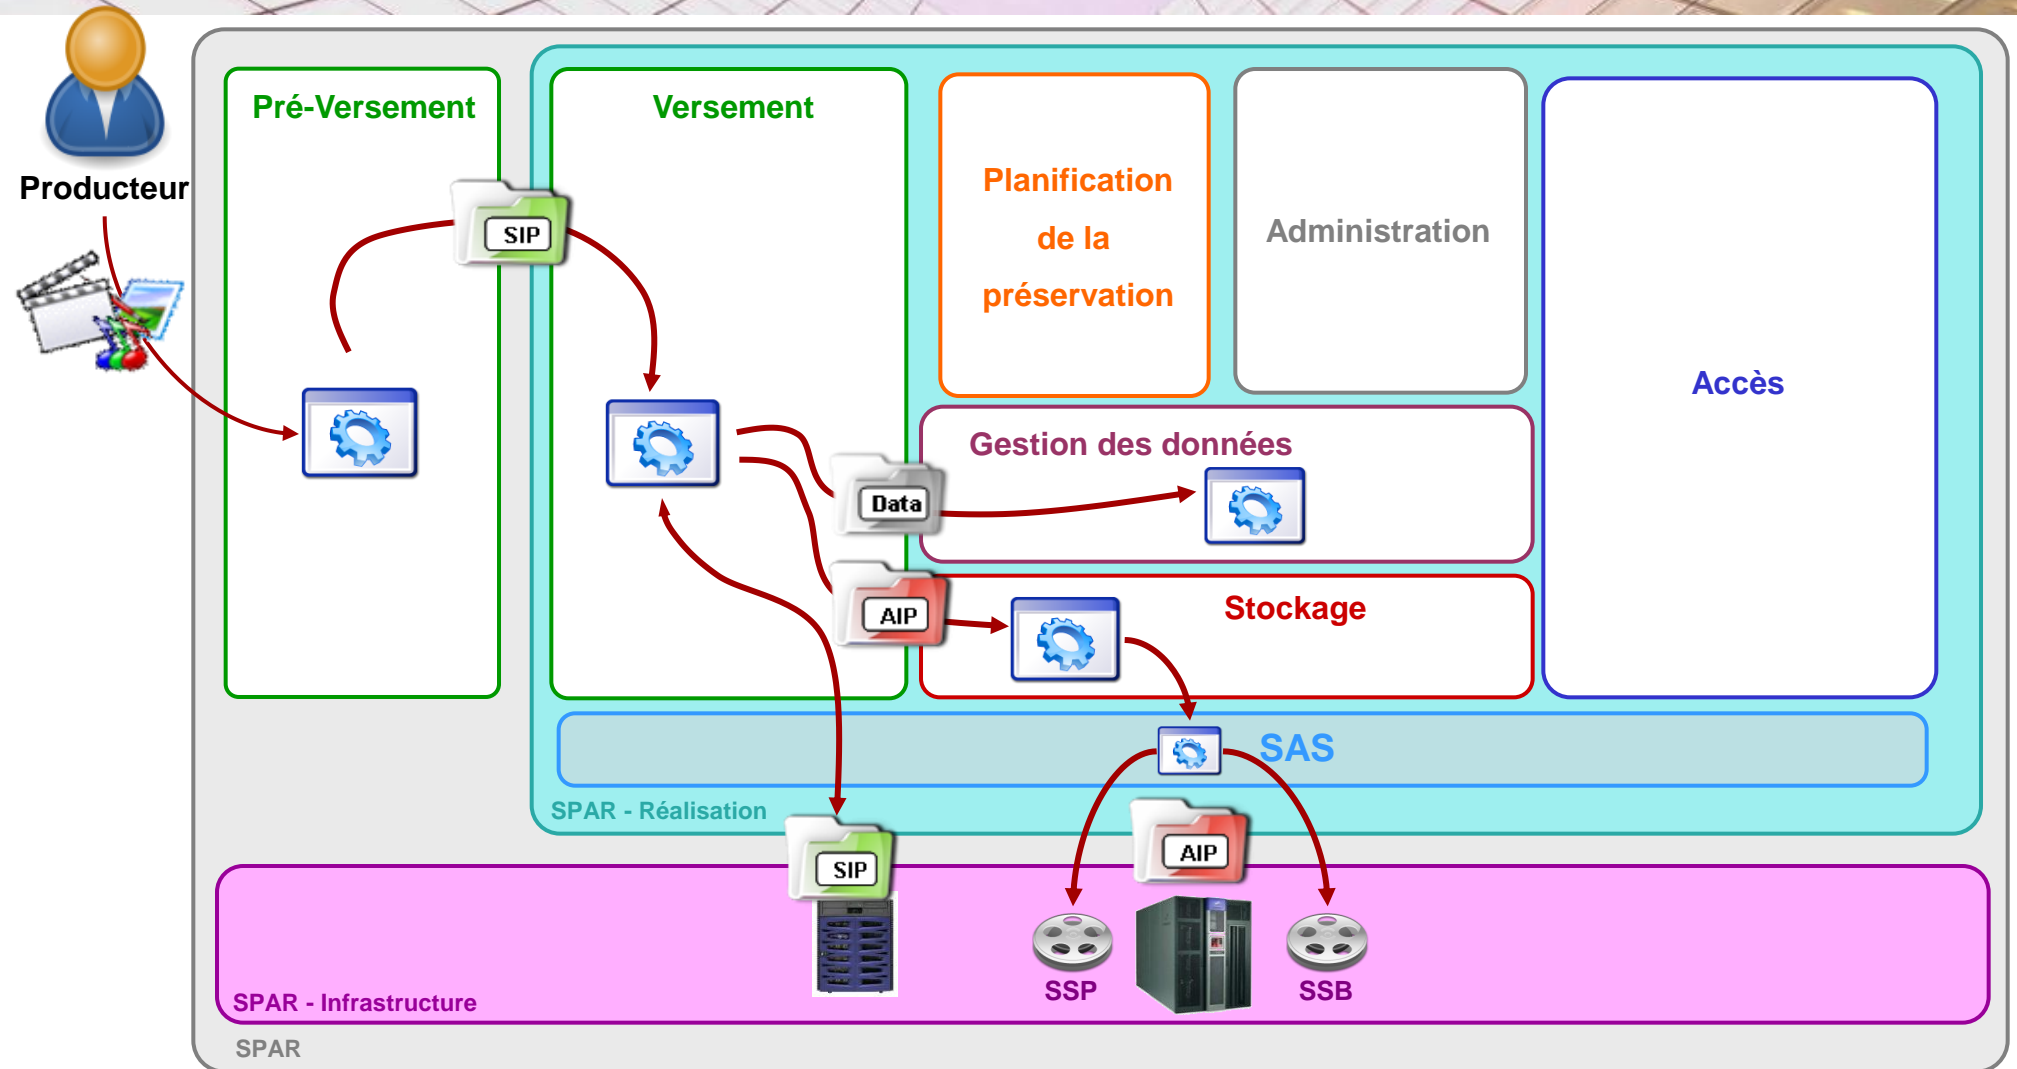 Producteur
Pré-Versement
SIP
Versement
Planification
de la
préservation
Administration
Accès
Gestion des données
Data
AIP
Stockage
SAS
SPAR - Réalisation
SIP
AIP
SSP
SSB
SPAR - Infrastructure
SPAR